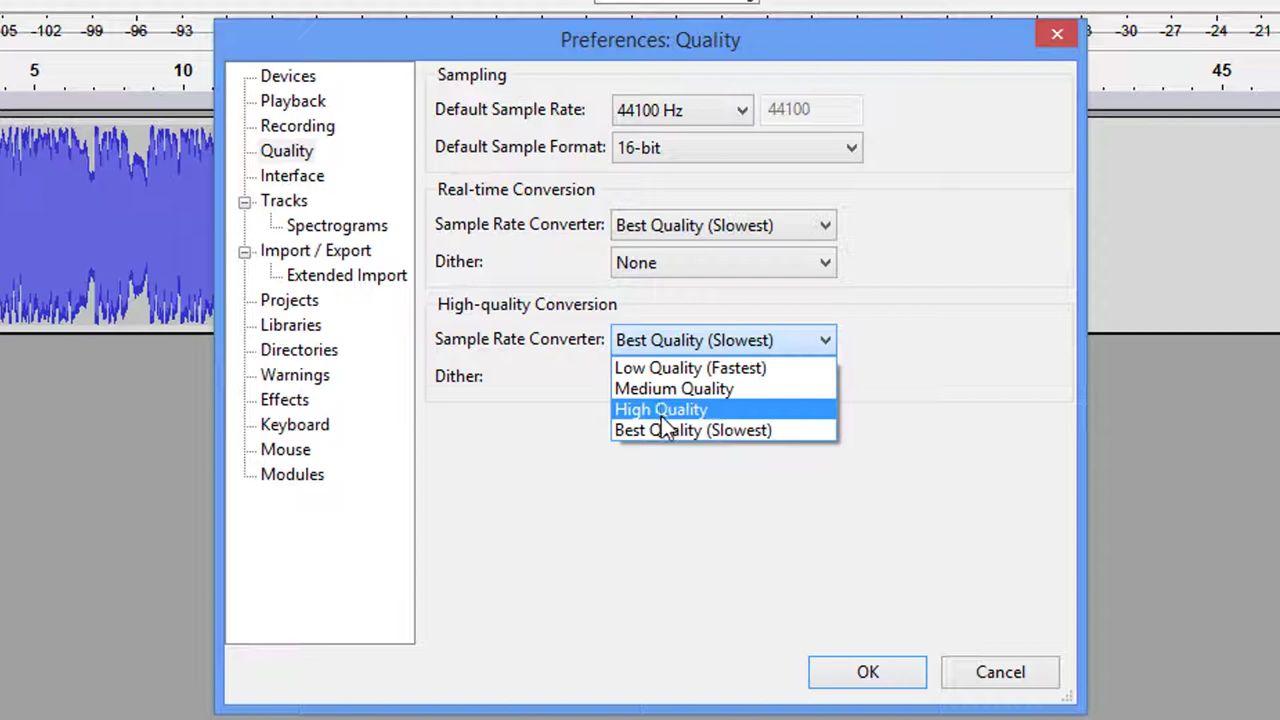 05 -102 -99 -96 -93
-30 -27 -24 -21
5 10
45
Preferences: Quality
Devices
Playback
Recording
Quality
Interface
Tracks
Spectrograms
Import / Export
Extended Import
Projects
Libraries
Directories
Warnings
Effects
Keyboard
Mouse
Modules
Sampling
Default Sample Rate: 44100 Hz 44100
Default Sample Format: 16-bit
Real-time Conversion
Sample Rate Converter: Best Quality (Slowest)
Dither: None
High-quality Conversion
Sample Rate Converter: Best Quality (Slowest)
Low Quality (Fastest)
Dither:
Medium Quality
High Quality
Best Quality (Slowest)
OK Cancel